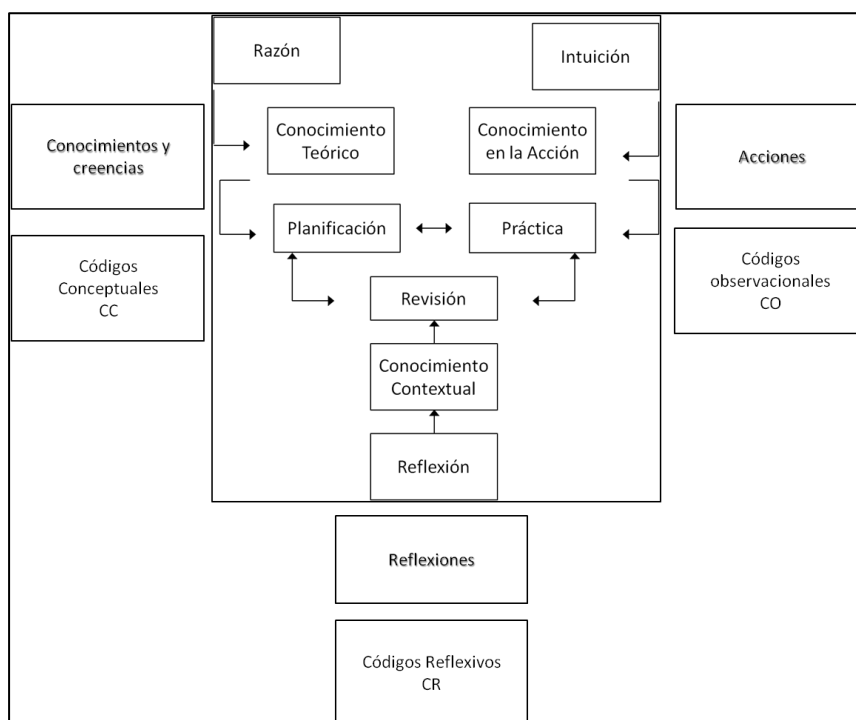 Razón
Intuición
Conocimiento
Teórico
Conocimiento
en la Acción
Conocimientos y
creencias
Acciones
Planificación
Práctica
Códigos
Conceptuales
CC
Códigos
observacionales
CO
Revisión
Conocimiento
Contextual
Reflexión
Reflexiones
Códigos Reflexivos
CR